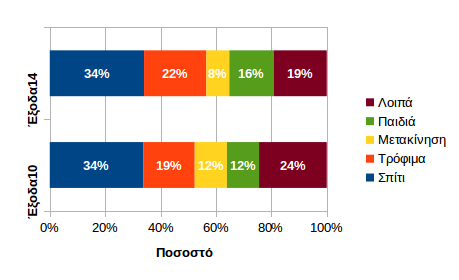 Έξοδα14
34% 22% 8% 16% 19%
Έξοδα10
34% 19% 12% 12% 24%
0% 20% 40% 60% 80% 100%
Ποσοστό
Λοιπά
Παιδιά
Μετακίνηση
Τρόφιμα
Σπίτι